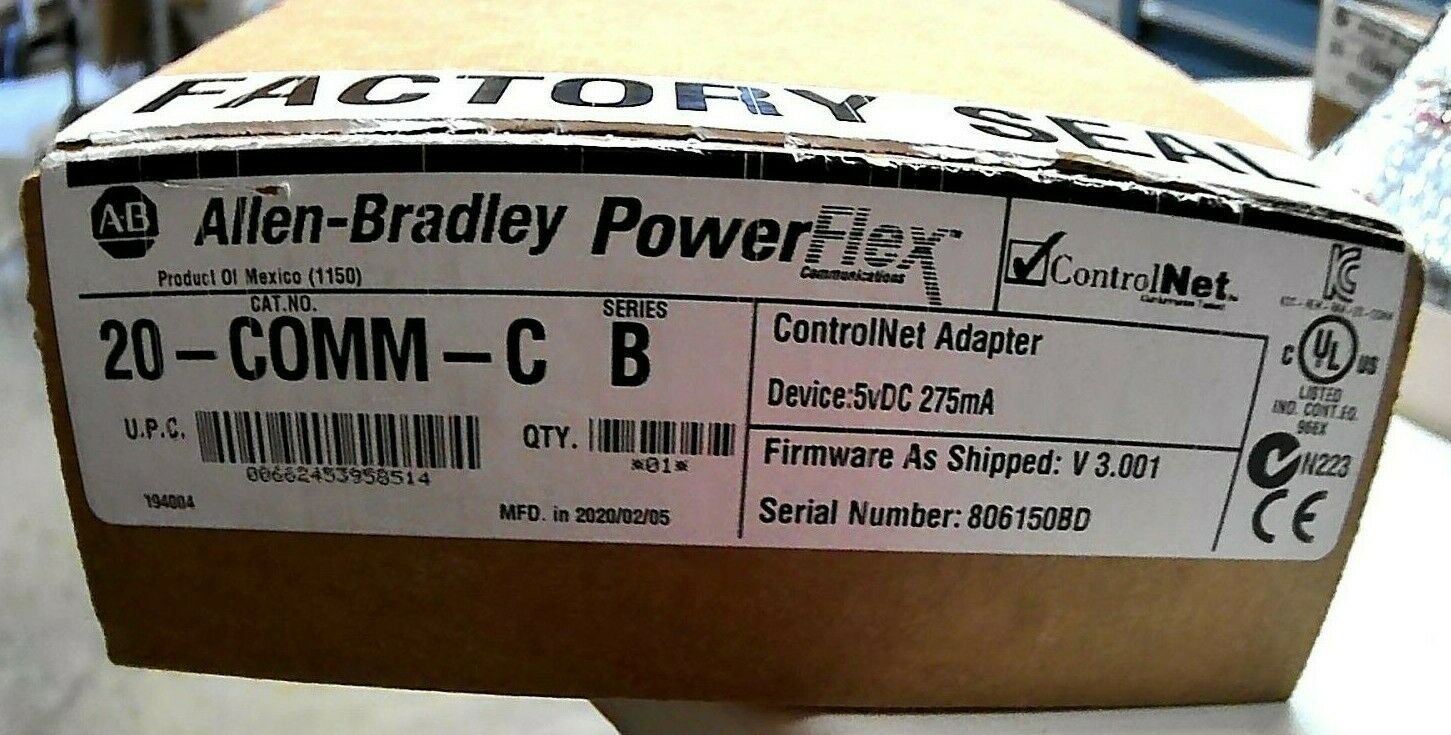 FACTORY SEAL
A-B Allen-Bradley PowerFlex
Communications
ControlNet
Product Of Mexico (1150)
CAT.NO. SERIES
20-COMM-C B
ControlNet Adapter
Device:5vDC 275mA
U.P.C. QTY.
00662453958514 *01*
194004 MFD. in 2020/02/05
Firmware As Shipped: V 3.001
Serial Number: 806150BD
C UL US
LISTED
IND. CONT.EQ.
966X
N223
CE